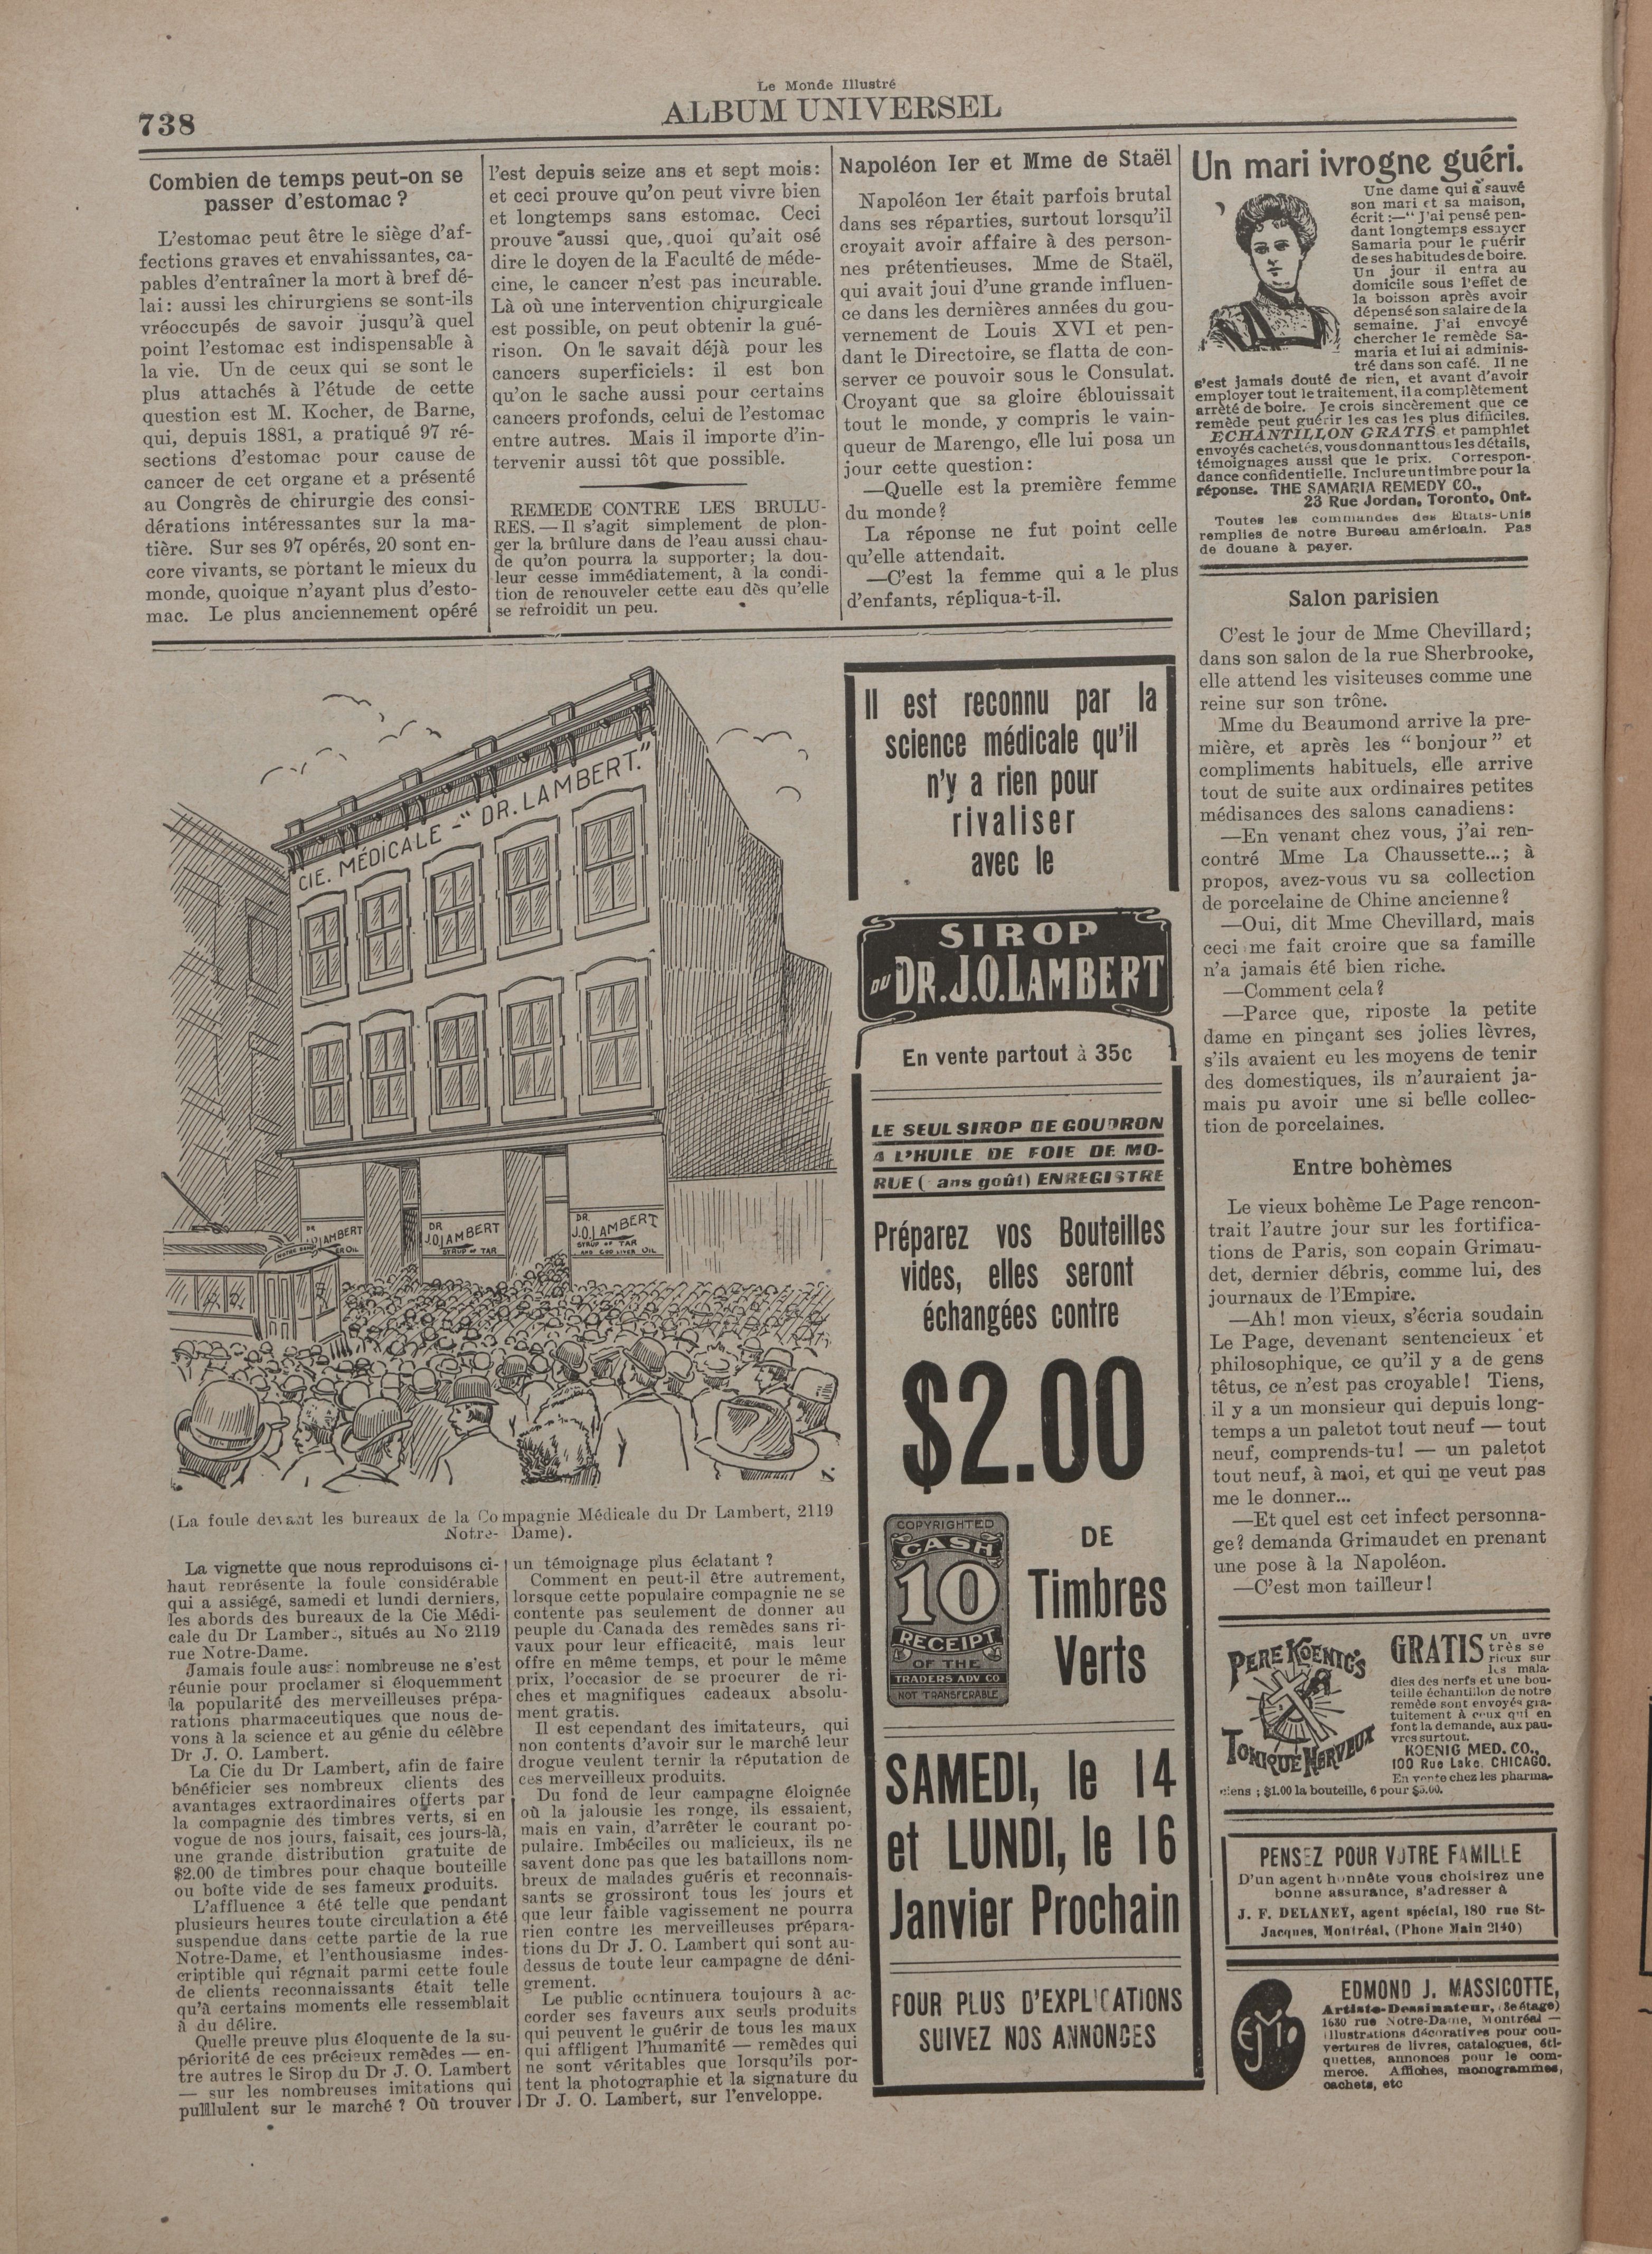 738
Le Monde Illustré
ALBUM UNIVERSEL
Combien de temps peut-on se
passer d'estomac ?
L'estomac peut être le siège d'af-
fections graves et envahissantes, ca-
pables d'entraîner la mort à bref dé-
lai: aussi les chirurgiens se sont-ils
vréoccupés de savoir jusqu'à quel
point l'estomac est indispensable à
la vie. Un de ceux qui se sont le
plus attachés à l'étude de cette
question est M. Kocher, de Barne,
qui, depuis 1881, a pratiqué 97 ré-
sections d'estomac pour cause de
cancer de cet organe et a présenté
au Congrès de chirurgie des consi-
dérations intéressantes sur la ma-
tière. Sur ses 97 opérés, 20 sont en-
core vivants, se portant le mieux du
monde, quoique n'ayant plus d'esto-
mac. Le plus anciennement opéré
l'est depuis seize ans et sept mois:
et ceci prouve qu'on peut vivre bien
et longtemps sans estomac. Ceci
prouve aussi que, quoi qu'ait osé
dire le doyen de la Faculté de méde-
cine, le cancer n'est pas incurable.
Là où une intervention chirurgicale
est possible, on peut obtenir la gué-
rison. On le savait déjà pour les
cancers superficiels: il est bon
qu'on le sache aussi pour certains
cancers profonds, celui de l'estomac
entre autres. Mais il importe d'in-
tervenir aussi tôt que possible.
REMEDE CONTRE LES BRULU-
RES. — Il s'agit simplement de plon-
ger la brûlure dans de l'eau aussi chau-
de qu'on pourra la supporter; la dou-
leur cesse immédiatement, à la condi-
tion de renouveler cette eau dès qu'elle
se refroidit un peu.
Napoléon Ier et Mme de Staël
Napoléon 1er était parfois brutal
dans ses réparties, surtout lorsqu'il
croyait avoir affaire à des person-
nes prétentieuses. Mme de Staël,
qui avait joui d'une grande influen-
ce dans les dernières années du gou-
vernement de Louis XVI et pen-
dant le Directoire, se flatta de con-
server ce pouvoir sous le Consulat.
Croyant que sa gloire éblouissait
tout le monde, y compris le vain-
queur de Marengo, elle lui posa un
jour cette question:
—Quelle est la première femme
du monde?
La réponse ne fut point celle
qu'elle attendait.
—C'est la femme qui a le plus
d'enfants, répliqua-t-il.
Un mari ivrogne guéri.
Une dame qui a sauvé
son mari et sa maison,
écrit :—"J'ai pensé pen-
dant longtemps essayer
Samaria pour le guérir
de ses habitudes de boire.
Un jour il entra au
domicile sous l'effet de
la boisson après avoir
dépensé son salaire de la
semaine. J'ai envoyé
chercher le remède Sa-
maria et lui ai adminis-
tré dans son café. Il ne
s'est jamais douté de rien, et avant d'avoir
employer tout le traitement, il a complètement
arrèté de boire. Je crois sincèrement que ce
remède peut guérir les cas les plus difficiles.
ECHANTILLON GRATIS et pamphlet
envoyés cachetés, vous donnant tous les détails,
témoignages aussi que le prix. Correspon-
dance confidentielle. Inclure un timbre pour la
réponse. THE SAMARIA REMEDY CO.,
23 Rue Jordan, Toronto, Ont.
Toutes les commandes des Etats-Unis
remplies de notre Bureau américain. Pas
de douane à payer.
Salon parisien
C'est le jour de Mme Chevillard;
dans son salon de la rue Sherbrooke,
elle attend les visiteuses comme une
reine sur son trône.
Mme du Beaumond arrive la pre-
mière, et après les "bonjour" et
compliments habituels, elle arrive
tout de suite aux ordinaires petites
médisances des salons canadiens:
—En venant chez vous, j'ai ren-
contré Mme La Chaussette...; à
propos, avez-vous vu sa collection
de porcelaine de Chine ancienne?
—Oui, dit Mme Chevillard, mais
ceci me fait croire que sa famille
n'a jamais été bien riche.
—Comment cela?
—Parce que, riposte la petite
dame en pinçant ses jolies lèvres,
s'ils avaient eu les moyens de tenir
des domestiques, ils n'auraient ja-
mais pu avoir une si belle collec-
tion de porcelaines.
Entre bohèmes
Le vieux bohème Le Page rencon-
trait l'autre jour sur les fortifica-
tions de Paris, son copain Grimau-
det, dernier débris, comme lui, des
journaux de l'Empire.
—Ah! mon vieux, s'écria soudain
Le Page, devenant sentencieux et
philosophique, ce qu'il y a de gens
têtus, ce n'est pas croyable! Tiens,
il y a un monsieur qui depuis long-
temps a un paletot tout neuf — tout
neuf, comprends-tu! — un paletot
tout neuf, à moi, et qui ne veut pas
me le donner...
—Et quel est cet infect personna-
ge? demanda Grimaudet en prenant
une pose à la Napoléon.
—C'est mon tailleur!
CIE. MÉDICALE - "DR. LAMBERT."
DR LAMBERT
DR J.O. LAMBERT SYRUP OF TAR
DR. J.O. LAMBERT SYRUP OF TAR AND COD LIVER OIL
(La foule devant les bureaux de la Compagnie Médicale du Dr Lambert, 2119
Notre-Dame).
La vignette que nous reproduisons ci-
haut représente la foule considérable
qui a assiégé, samedi et lundi derniers,
les abords des bureaux de la Cie Médi-
cale du Dr Lambert, situés au No 2119
rue Notre-Dame.
Jamais foule aussi nombreuse ne s'est
réunie pour proclamer si éloquemment
la popularité des merveilleuses prépa-
rations pharmaceutiques que nous de-
vons à la science et au génie du célèbre
Dr J. O. Lambert.
La Cie du Dr Lambert, afin de faire
bénéficier ses nombreux clients des
avantages extraordinaires offerts par
la compagnie des timbres verts, si en
vogue de nos jours, faisait, ces jours-là,
une grande distribution gratuite de
$2.00 de timbres pour chaque bouteille
ou boîte vide de ses fameux produits.
L'affluence a été telle que pendant
plusieurs heures toute circulation a été
suspendue dans cette partie de la rue
Notre-Dame, et l'enthousiasme indes-
criptible qui régnait parmi cette foule
de clients reconnaissants était telle
qu'à certains moments elle ressemblait
à du délire.
Quelle preuve plus éloquente de la su-
périorité de ces précieux remèdes — en-
tre autres le Sirop du Dr J. O. Lambert
— sur les nombreuses imitations qui
pulllulent sur le marché ? Où trouver
un témoignage plus éclatant ?
Comment en peut-il être autrement,
lorsque cette populaire compagnie ne se
contente pas seulement de donner au
peuple du Canada des remèdes sans ri-
vaux pour leur efficacité, mais leur
offre en même temps, et pour le même
prix, l'occasion de se procurer de ri-
ches et magnifiques cadeaux absolu-
ment gratis.
Il est cependant des imitateurs, qui
non contents d'avoir sur le marché leur
drogue veulent ternir la réputation de
ces merveilleux produits.
Du fond de leur campagne éloignée
où la jalousie les ronge, ils essaient,
mais en vain, d'arrêter le courant po-
pulaire. Imbéciles ou malicieux, ils ne
savent donc pas que les bataillons nom-
breux de malades guéris et reconnais-
sants se grossiront tous les jours et
que leur faible vagissement ne pourra
rien contre les merveilleuses prépara-
tions du Dr J. O. Lambert qui sont au-
dessus de toute leur campagne de déni-
grement.
Le public continuera toujours à ac-
corder ses faveurs aux seuls produits
qui peuvent le guérir de tous les maux
qui affligent l'humanité — remèdes qui
ne sont véritables que lorsqu'ils por-
tent la photographie et la signature du
Dr J. O. Lambert, sur l'enveloppe.
Il est reconnu par la
science médicale qu'il
n'y a rien pour
rivaliser
avec le
SIROP
DU DR. J.O. LAMBERT
En vente partout à 35c
LE SEUL SIROP DE GOUDRON
A L'HUILE DE FOIE DE MO-
RUE ( ans goût) ENREGISTRE
Préparez vos Bouteilles
vides, elles seront
échangées contre
$2.00
COPYRIGHTED
CASH
10
RECEIPT
OF THE
TRADERS ADV CO
NOT TRANSFERABLE
DE
Timbres
Verts
SAMEDI, le 14
et LUNDI, le 16
Janvier Prochain
POUR PLUS D'EXPLICATIONS
SUIVEZ NOS ANNONCES
PERE KOENIG'S
TONIQUE NERVEUX
GRATIS un livre
très se
rieux sur
les mala-
dies des nerfs et une bou-
teille échantillon de notre
remède sont envoyés gra-
tuitement à ceux qui en
font la demande, aux pau-
vres surtout.
KOENIG MED. CO.,
100 Rue Lake, CHICAGO.
En vente chez les pharma-
ciens ; $1.00 la bouteille, 6 pour $5.00.
PENSEZ POUR VOTRE FAMILLE
D'un agent honnête vous choisirez une
bonne assurance, s'adresser à
J. F. DELANEY, agent spécial, 180 rue St-
Jacques, Montréal, (Phone Main 2140)
EJM
EDMOND J. MASSICOTTE,
Artiste-Dessinateur, (3e étage)
1630 rue Notre-Dame, Montréal —
Illustrations décoratives pour cou-
vertures de livres, catalogues, éti-
quettes, annonces pour le com-
merce. Affiches, monogrammes,
cachets, etc